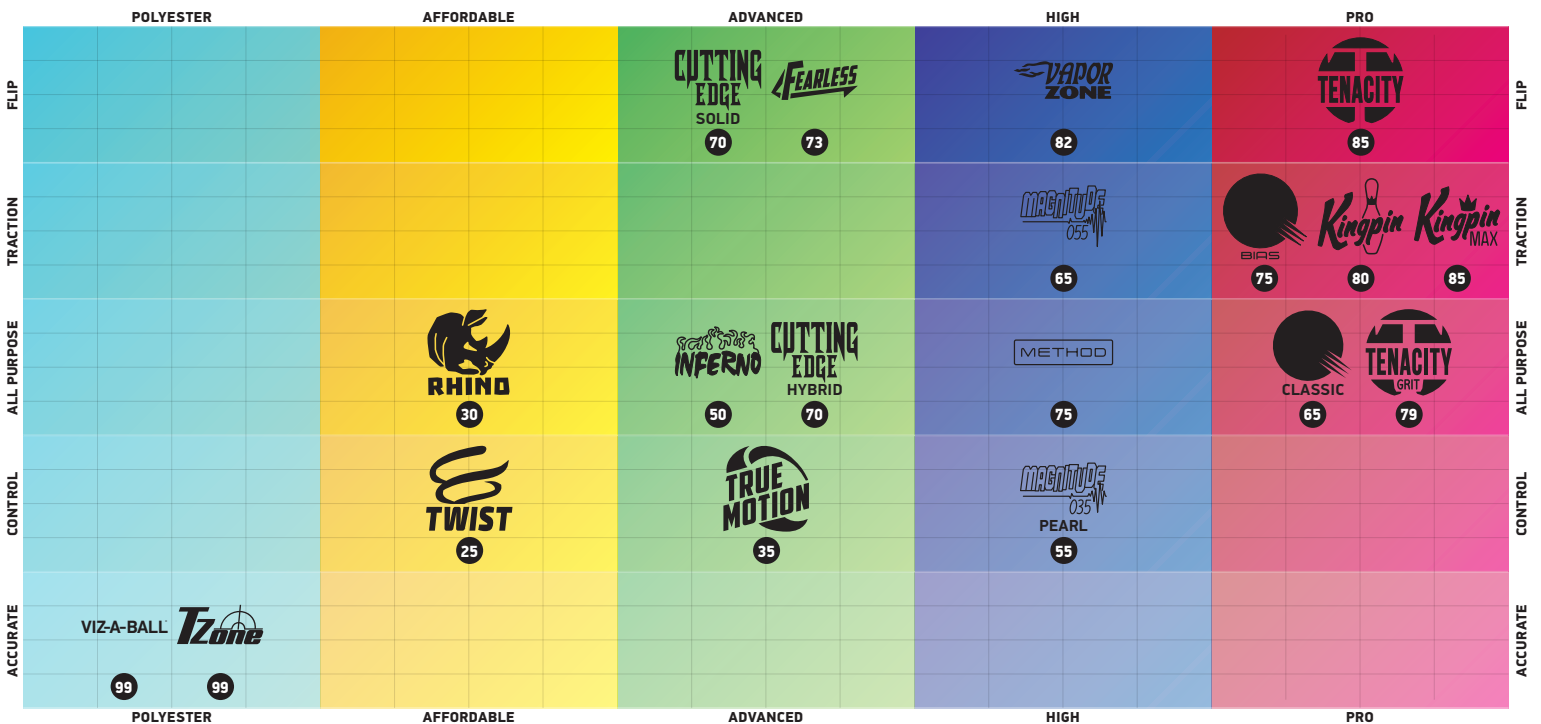 POLYESTER AFFORDABLE ADVANCED HIGH PRO
FLIP
CUTTING EDGE SOLID
70
FEARLESS
73
VAPOR ZONE
82
TENACITY
85
FLIP
TRACTION
MAGNITUDE 055
65
BIAS
75
Kingpin
80
Kingpin MAX
85
TRACTION
ALL PURPOSE
RHINO
30
INFERNO
50
CUTTING EDGE HYBRID
70
METHOD
75
CLASSIC
65
TENACITY GRIT
79
ALL PURPOSE
CONTROL
TWIST
25
TRUE MOTION
35
MAGNITUDE 035 PEARL
55
CONTROL
ACCURATE
VIZ-A-BALL
99
TZone
99
ACCURATE
POLYESTER AFFORDABLE ADVANCED HIGH PRO